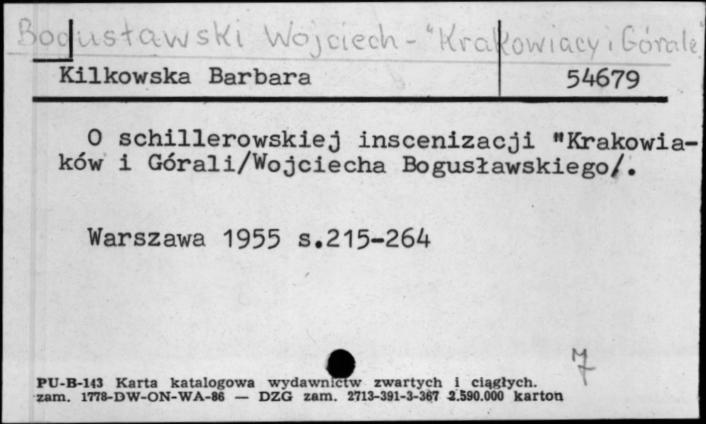 Bogusławski Wojciech - "Krakowiacy i Górale"
Kilkowska Barbara 54679
O schillerowskiej inscenizacji "Krakowia-
ków i Górali/Wojciecha Bogusławskiego/.
Warszawa 1955 s.215-264
PU-B-143 Karta katalogowa wydawnictw zwartych i ciągłych.
zam. 1778-DW-ON-WA-86 — DZG zam. 2713-391-3-367 2.590.000 karton